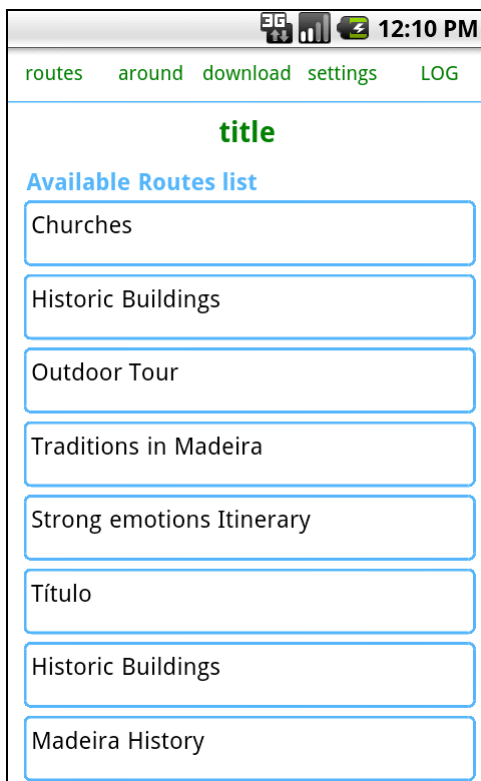 3G 12:10 PM
routes around download settings LOG
title
Available Routes list
Churches
Historic Buildings
Outdoor Tour
Traditions in Madeira
Strong emotions Itinerary
Título
Historic Buildings
Madeira History